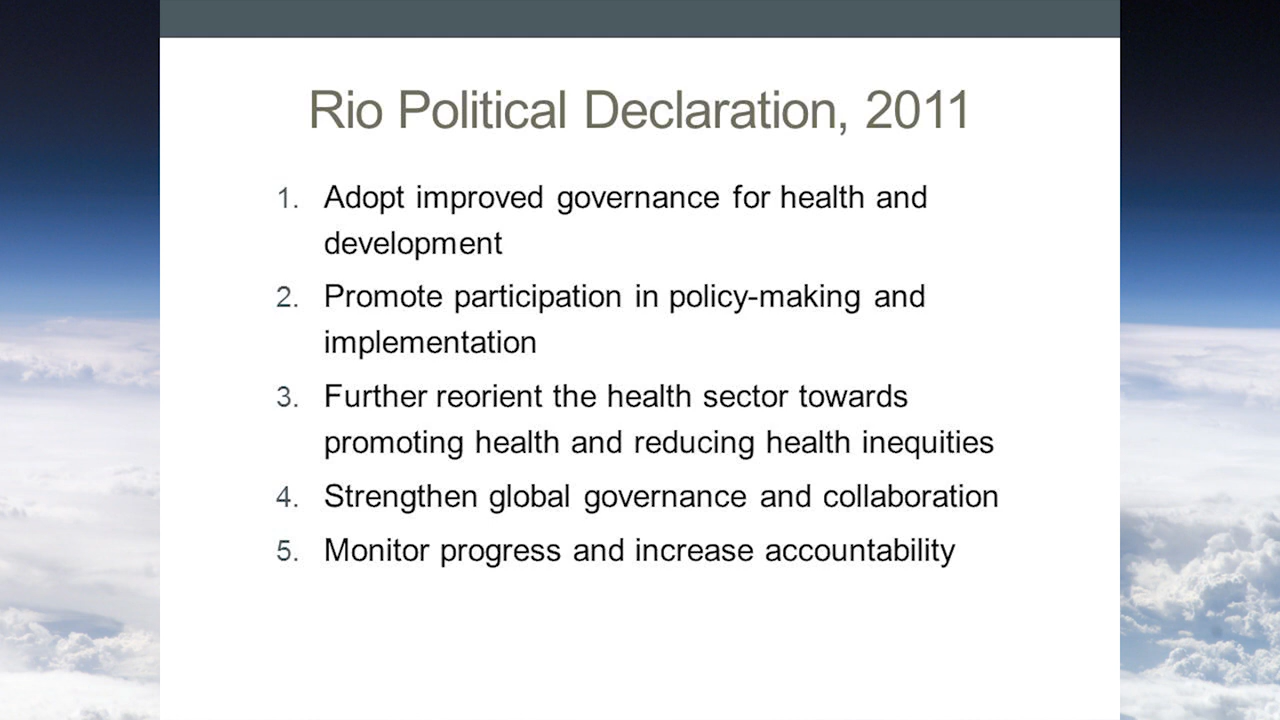 Rio Political Declaration, 2011
1. Adopt improved governance for health and
development
2. Promote participation in policy-making and
implementation
3. Further reorient the health sector towards
promoting health and reducing health inequities
4. Strengthen global governance and collaboration
5. Monitor progress and increase accountability